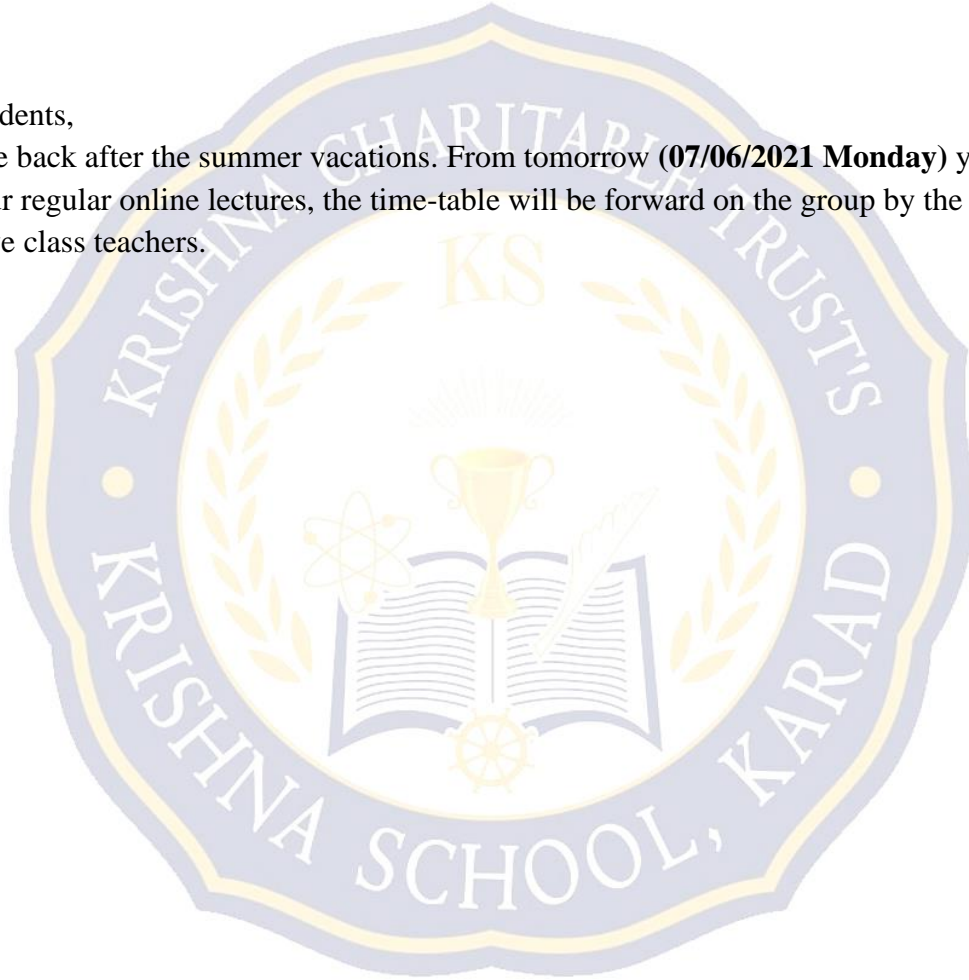 dents,
e back after the summer vacations. From tomorrow (07/06/2021 Monday) y
ur regular online lectures, the time-table will be forward on the group by the
e class teachers.
KRISHNA CHARITABLE TRUST'S
KS
KRISHNA SCHOOL, KARAD